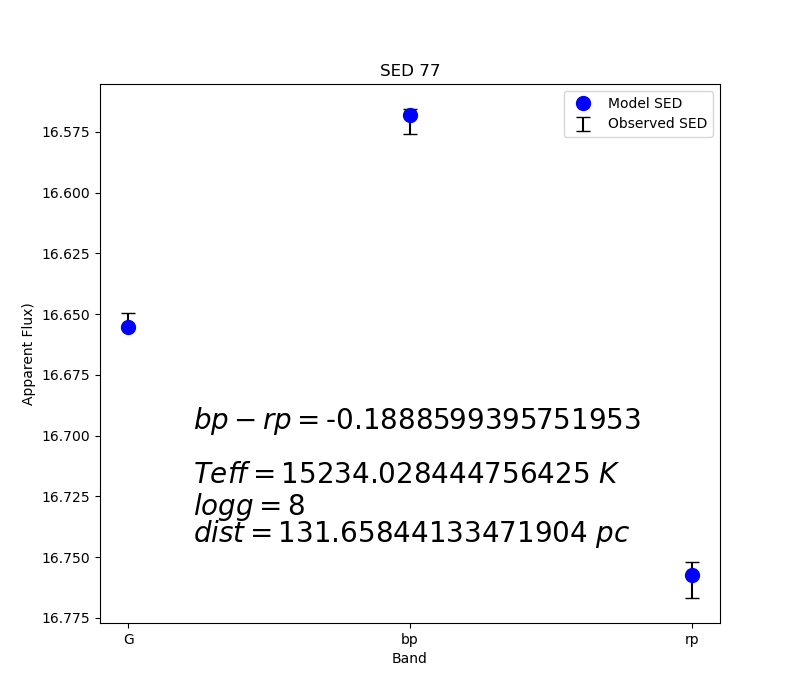 SED 77
Model SED
Observed SED
16.575
16.600
16.625
16.650
16.675
16.700
16.725
16.750
16.775
Apparent Flux)
bp − rp = -0.1888599395751953
Teff = 15234.028444756425 K
logg = 8
dist = 131.65844133471904 pc
G
bp
rp
Band